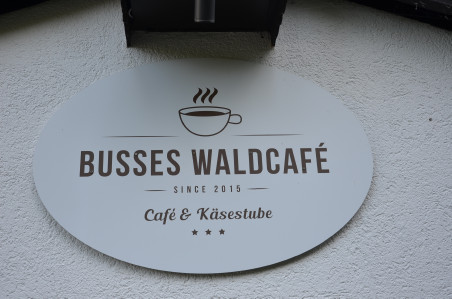 BUSSES WALDCAFÉ
SINCE 2015
Café & Käsestube